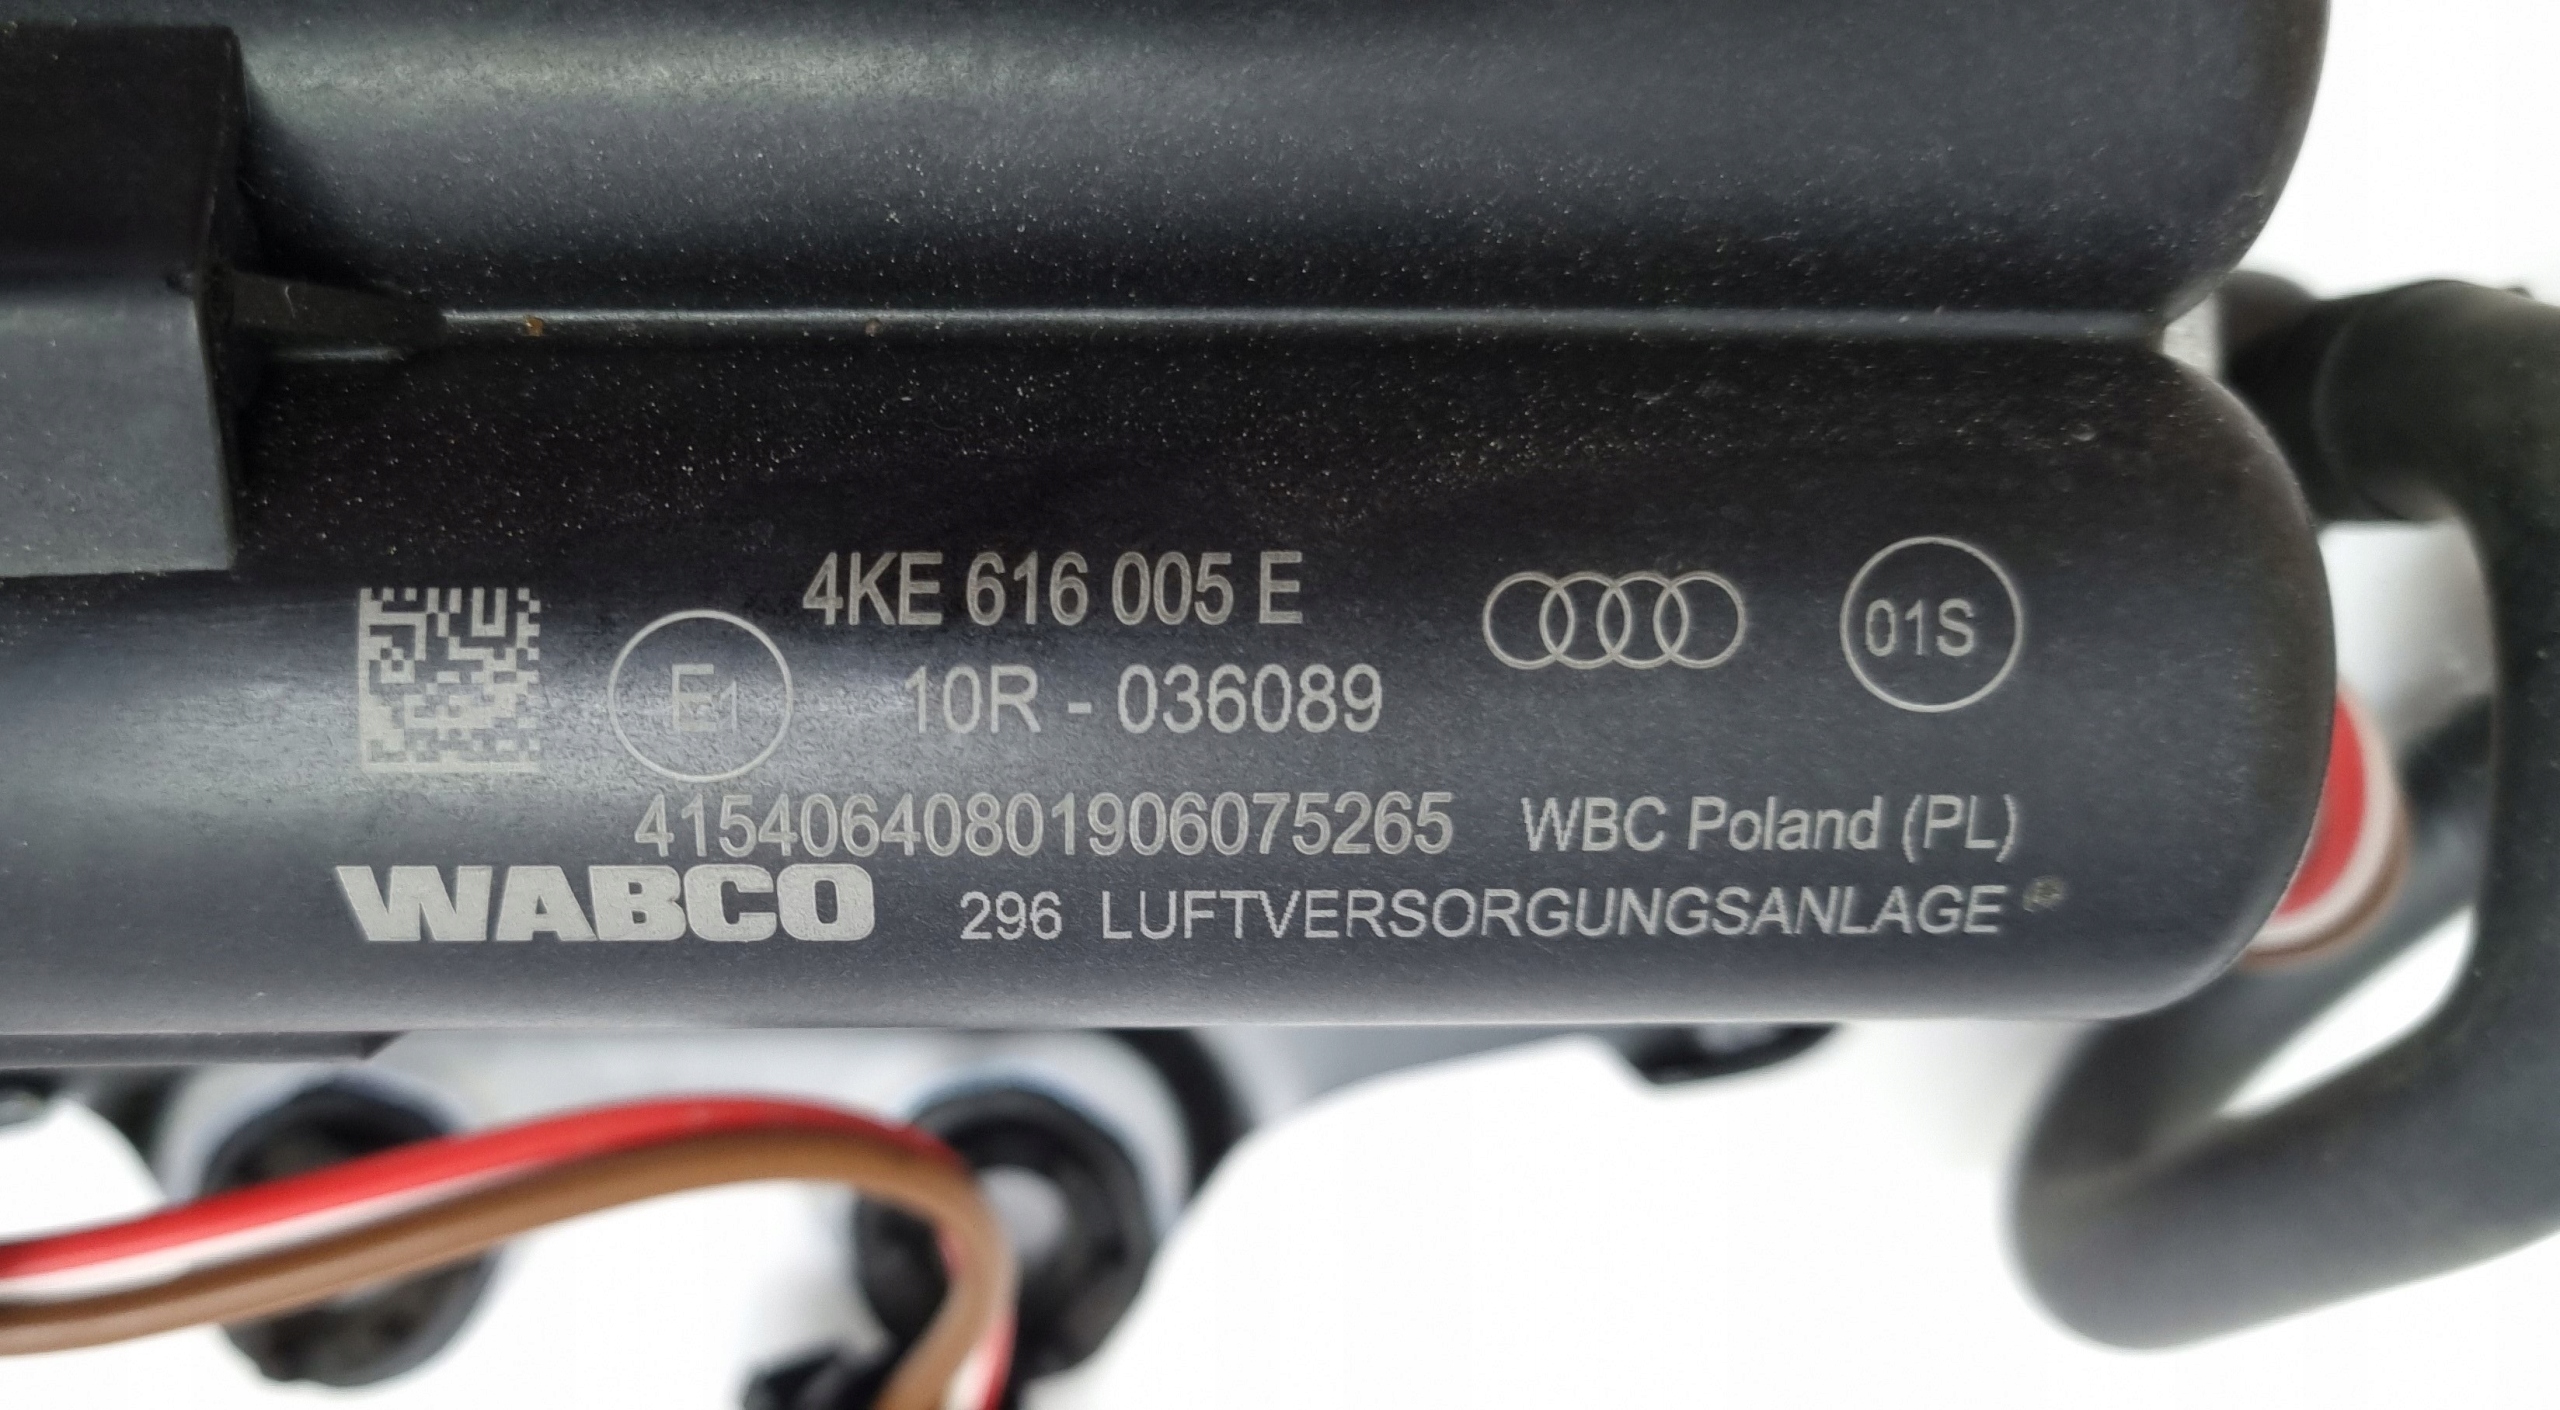 4KE 616 005 E
E1 10R - 036089
01S
41540640801906075265 WBC Poland (PL)
WABCO 296 LUFTVERSORGUNGSANLAGE